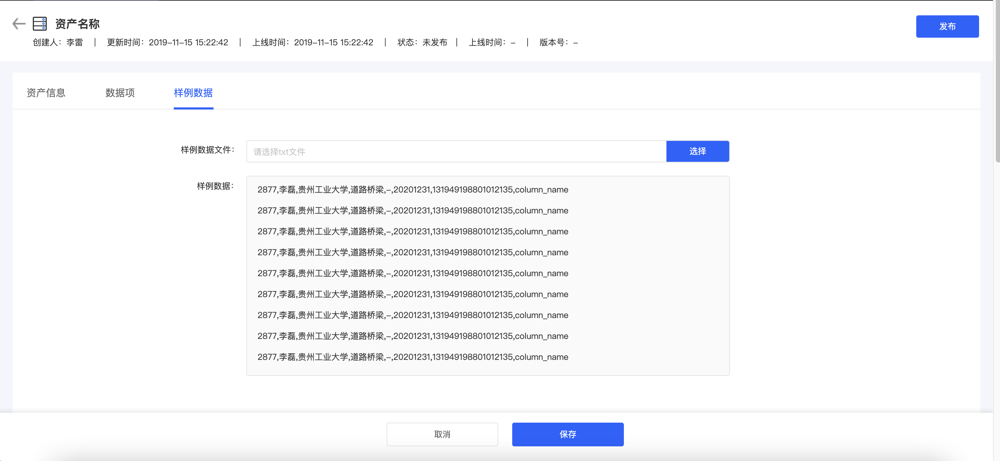 资产名称
发布
创建人：李雷 | 更新时间：2019-11-15 15:22:42 | 上线时间：2019-11-15 15:22:42 | 状态：未发布 | 上线时间：– | 版本号：–
资产信息 数据项 样例数据
样例数据文件： 请选择txt文件 选择
样例数据：
2877,李磊,贵州工业大学,道路桥梁,–,20201231,131949198801012135,column_name
2877,李磊,贵州工业大学,道路桥梁,–,20201231,131949198801012135,column_name
2877,李磊,贵州工业大学,道路桥梁,–,20201231,131949198801012135,column_name
2877,李磊,贵州工业大学,道路桥梁,–,20201231,131949198801012135,column_name
2877,李磊,贵州工业大学,道路桥梁,–,20201231,131949198801012135,column_name
2877,李磊,贵州工业大学,道路桥梁,–,20201231,131949198801012135,column_name
2877,李磊,贵州工业大学,道路桥梁,–,20201231,131949198801012135,column_name
2877,李磊,贵州工业大学,道路桥梁,–,20201231,131949198801012135,column_name
2877,李磊,贵州工业大学,道路桥梁,–,20201231,131949198801012135,column_name
取消 保存